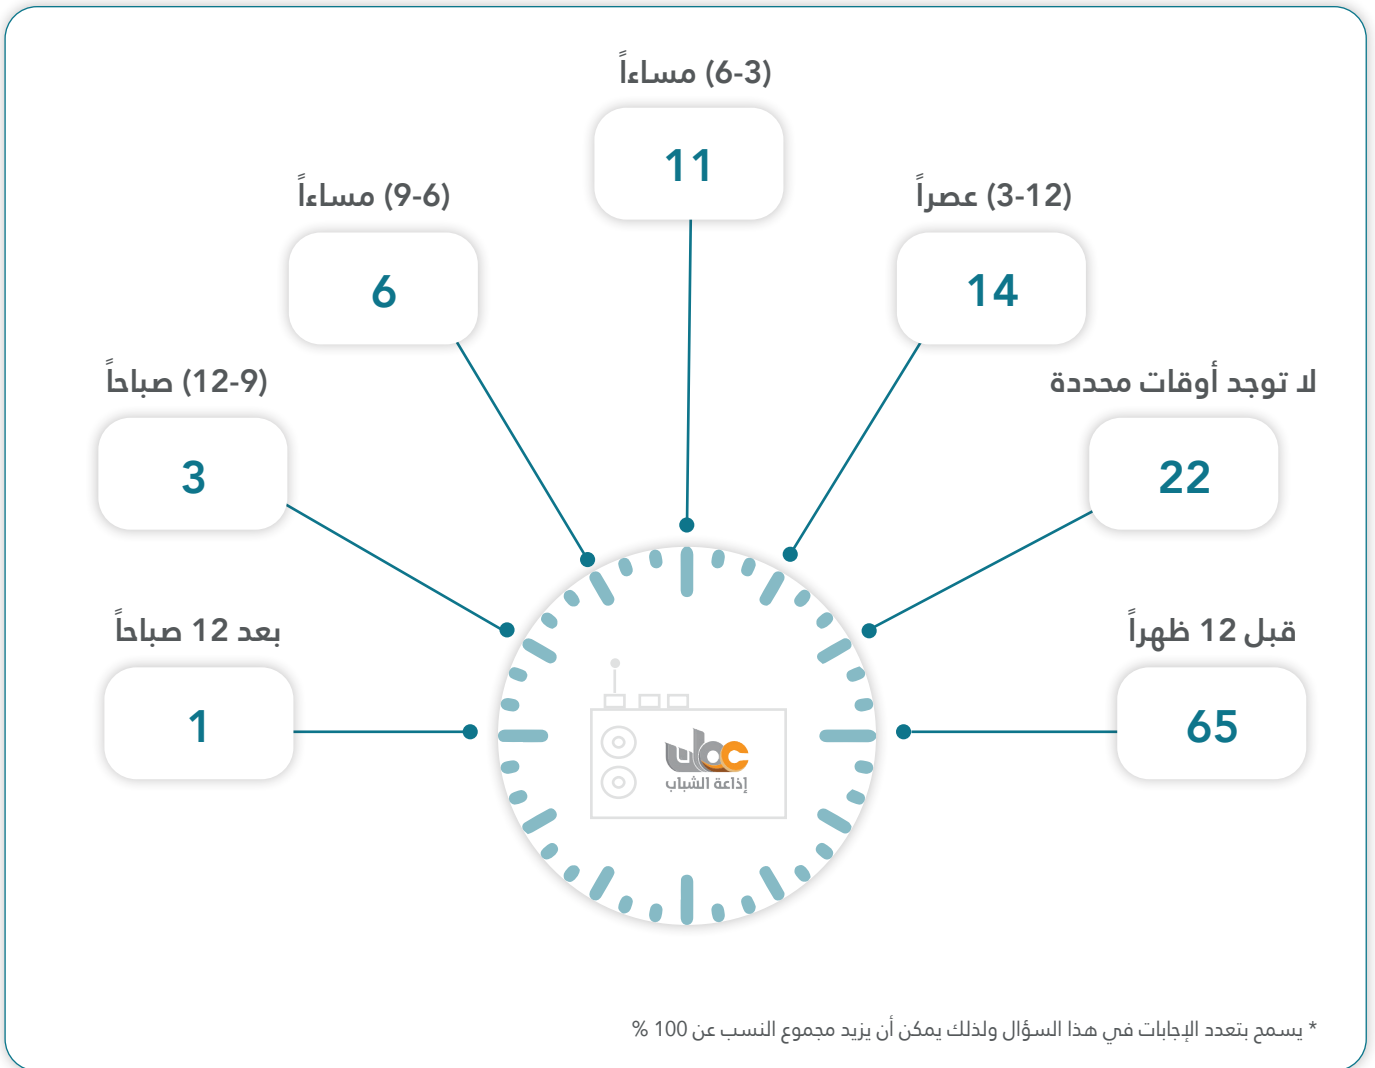 (3-6) مساءاً
11
(6-9) مساءاً
6
(12-3) عصراً
14
(9-12) صباحاً
3
لا توجد أوقات محددة
22
بعد 12 صباحاً
1
قبل 12 ظهراً
65
إذاعة الشباب
* يسمح بتعدد الإجابات في هذا السؤال ولذلك يمكن أن يزيد مجموع النسب عن 100 %